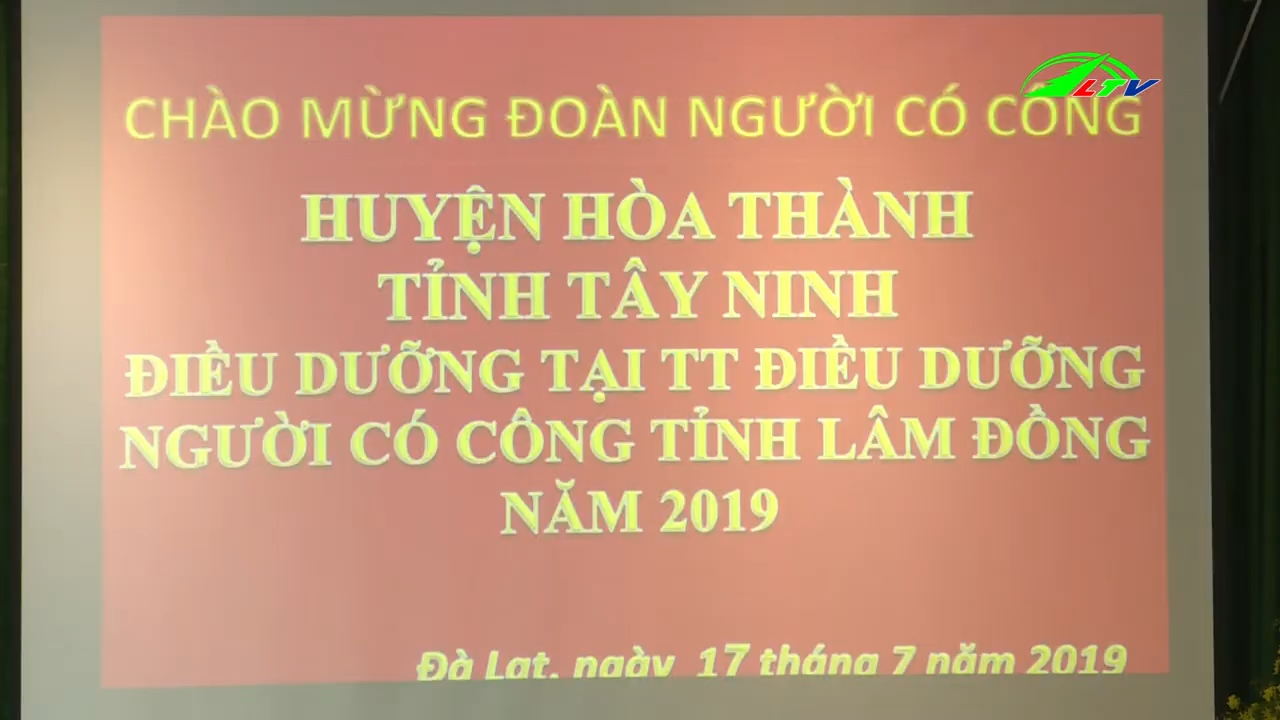 LTV
CHÀO MỪNG ĐOÀN NGƯỜI CÓ CÔNG
HUYỆN HÒA THÀNH
TỈNH TÂY NINH
ĐIỀU DƯỠNG TẠI TT ĐIỀU DƯỠNG
NGƯỜI CÓ CÔNG TỈNH LÂM ĐỒNG
NĂM 2019
Đà Lạt, ngày 17 tháng 7 năm 2019